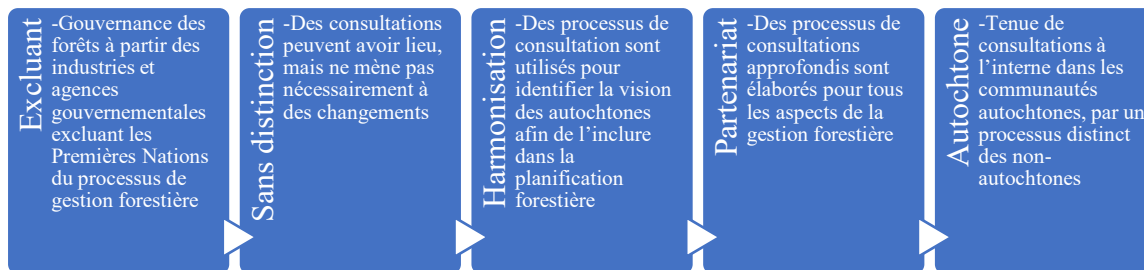 Excluant
-Gouvernance des
forêts à partir des
industries et
agences
gouvernementales
excluant les
Premières Nations
du processus de
gestion forestière
Sans distinction
-Des consultations
peuvent avoir lieu,
mais ne mène pas
nécessairement à
des changements
Harmonisation
-Des processus de
consultation sont
utilisés pour
identifier la vision
des autochtones
afin de l’inclure
dans la
planification
forestière
Partenariat
-Des processus de
consultations
approfondis sont
élaborés pour tous
les aspects de la
gestion forestière
Autochtone
-Tenue de
consultations à
l’interne dans les
communautés
autochtones, par un
processus distinct
des non-
autochtones